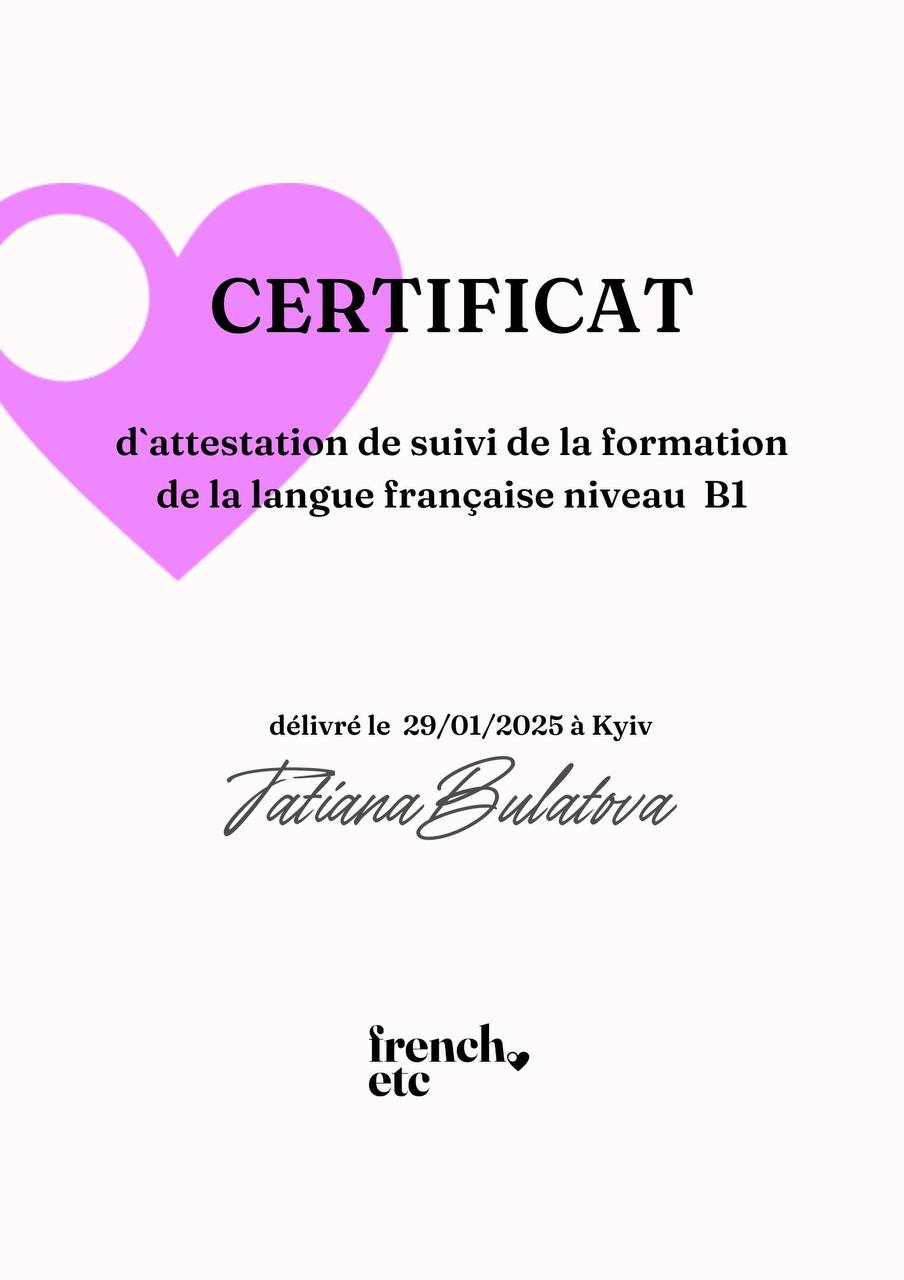 CERTIFICAT
d`attestation de suivi de la formation
de la langue française niveau B1
délivré le 29/01/2025 à Kyiv
Tatiana Bulatova
french
etc